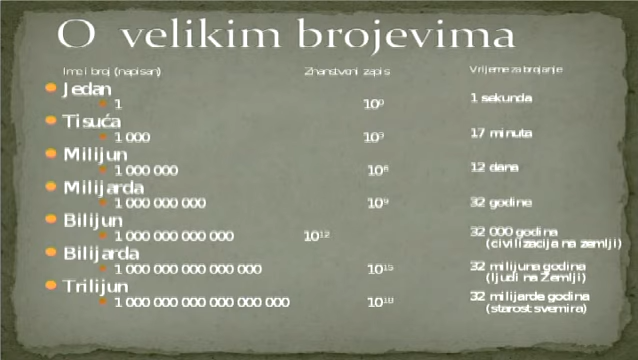 O velikim brojevima
Ime i broj (napisan) Znanstveni zapis Vrijeme za brojanje
Jedan
1 10⁰ 1 sekunda
Tisuća
1 000 10³ 17 minuta
Milijun
1 000 000 10⁶ 12 dana
Milijarda
1 000 000 000 10⁹ 32 godine
Bilijun
1 000 000 000 000 10¹² 32 000 godina
(civilizacija na zemlji)
Bilijarda
1 000 000 000 000 000 10¹⁵ 32 milijuna godina
(ljudi na Zemlji)
Trilijun
1 000 000 000 000 000 000 10¹⁸ 32 milijarde godina
(starost svemira)